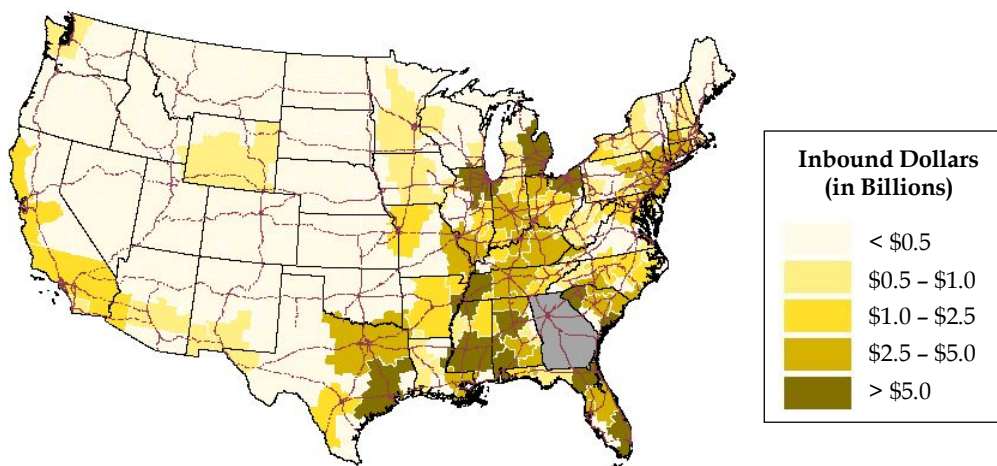 Inbound Dollars
(in Billions)
< $0.5
$0.5 – $1.0
$1.0 – $2.5
$2.5 – $5.0
> $5.0